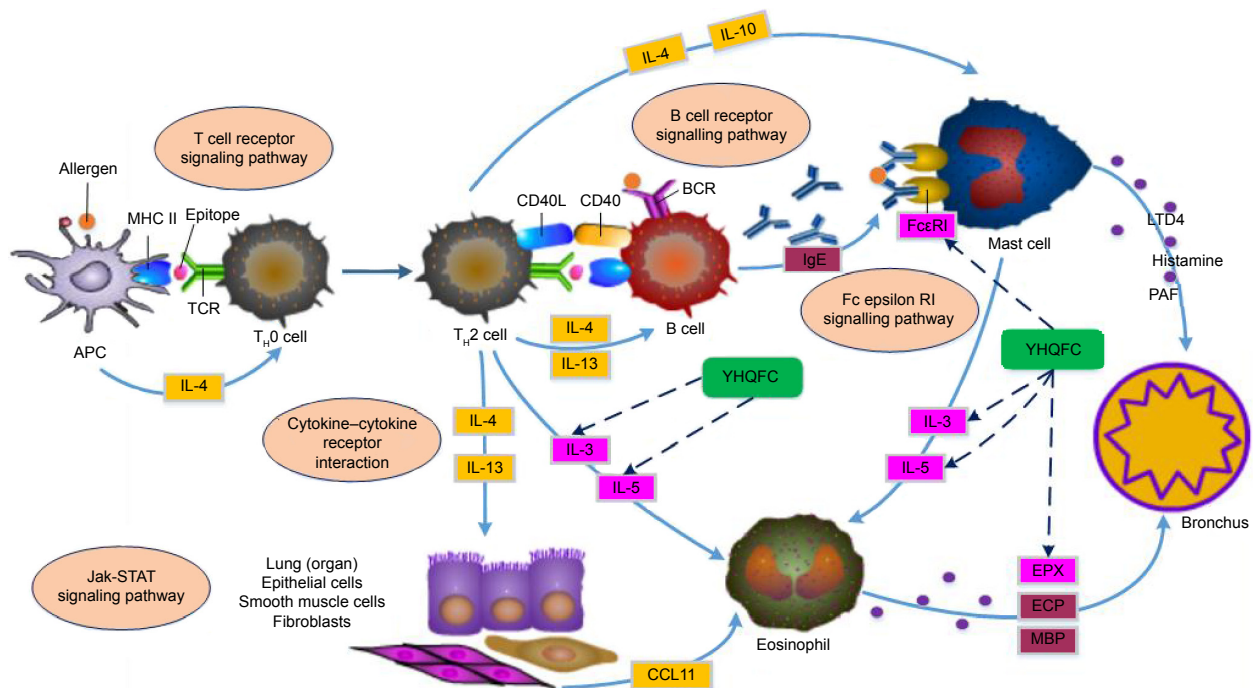 IL-4
IL-10
T cell receptor
signaling pathway
B cell receptor
signalling pathway
Allergen
MHC II
Epitope
TCR
APC
T_H0 cell
IL-4
CD40L
CD40
BCR
T_H2 cell
B cell
IL-4
IL-13
IgE
FcεRI
Mast cell
LTD4
Histamine
PAF
Fc epsilon RI
signalling pathway
YHQFC
YHQFC
Cytokine–cytokine
receptor
interaction
IL-4
IL-13
IL-3
IL-5
IL-3
IL-5
Bronchus
Jak-STAT
signaling pathway
Lung (organ)
Epithelial cells
Smooth muscle cells
Fibroblasts
Eosinophil
EPX
ECP
MBP
CCL11